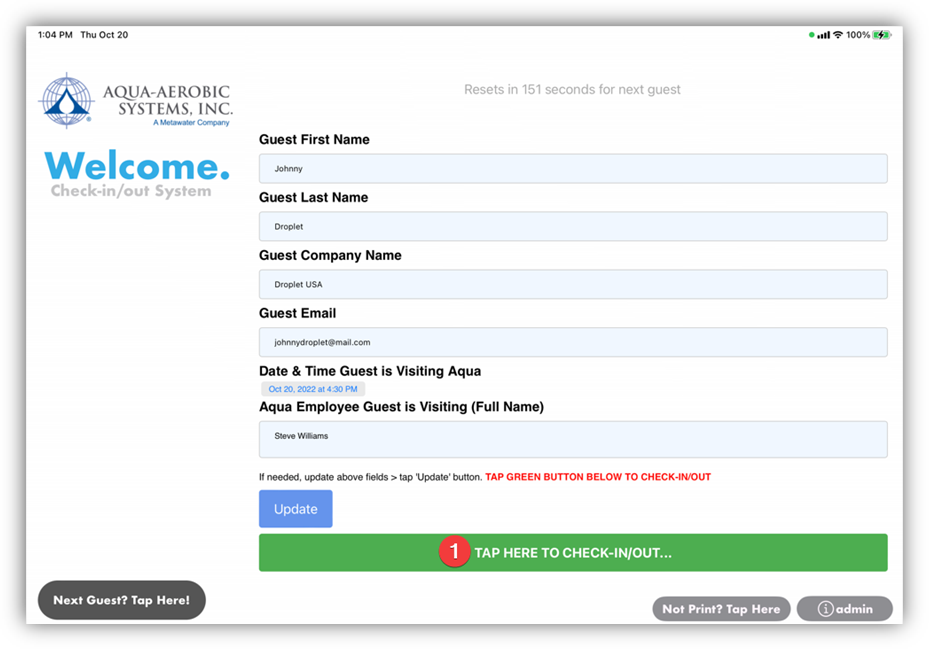 1:04 PM Thu Oct 20
100%
AQUA-AEROBIC
SYSTEMS, INC.
A Metawater Company
Welcome.
Check-in/out System
Resets in 151 seconds for next guest
Guest First Name
Johnny
Guest Last Name
Droplet
Guest Company Name
Droplet USA
Guest Email
johnnydroplet@mail.com
Date & Time Guest is Visiting Aqua
Oct 20, 2022 at 4:30 PM
Aqua Employee Guest is Visiting (Full Name)
Steve Williams
If needed, update above fields > tap 'Update' button. TAP GREEN BUTTON BELOW TO CHECK-IN/OUT
Update
1 TAP HERE TO CHECK-IN/OUT...
Next Guest? Tap Here!
Not Print? Tap Here
i admin